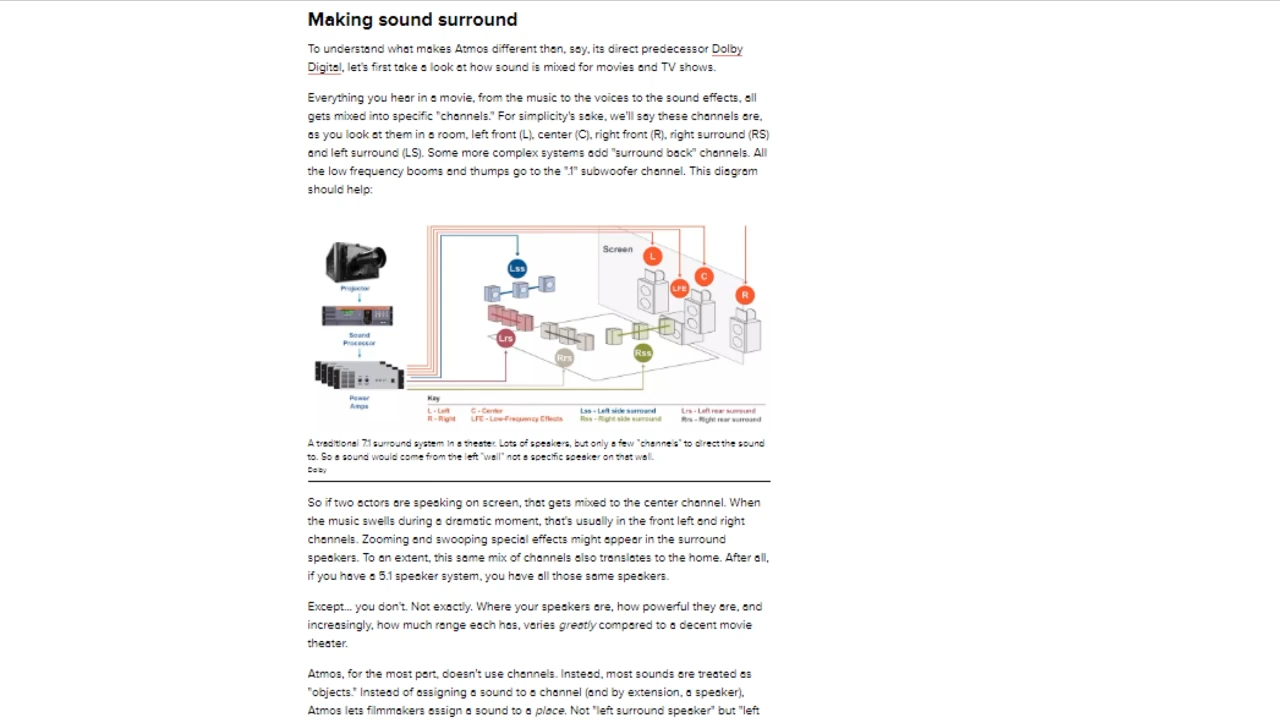 Making sound surround
To understand what makes Atmos different than, say, its direct predecessor Dolby
Digital, let's first take a look at how sound is mixed for movies and TV shows.
Everything you hear in a movie, from the music to the voices to the sound effects, all
gets mixed into specific "channels." For simplicity's sake, we'll say these channels are,
as you look at them in a room, left front (L), center (C), right front (R), right surround (RS)
and left surround (LS). Some more complex systems add "surround back" channels. All
the low frequency booms and thumps go to the ".1" subwoofer channel. This diagram
should help:
Screen
L
Lss
C
LFE
R
Projector
Sound
Processor
Lrs
Rrs
Rss
Power
Amps
Key
L - Left C - Center Lss - Left side surround Lrs - Left rear surround
R - Right LFE - Low-Frequency Effects Rss - Right side surround Rrs - Right rear surround
A traditional 7.1 surround system in a theater. Lots of speakers, but only a few "channels" to direct the sound
to. So a sound would come from the left "wall" not a specific speaker on that wall.
Dolby
So if two actors are speaking on screen, that gets mixed to the center channel. When
the music swells during a dramatic moment, that's usually in the front left and right
channels. Zooming and swooping special effects might appear in the surround
speakers. To an extent, this same mix of channels also translates to the home. After all,
if you have a 5.1 speaker system, you have all those same speakers.
Except... you don't. Not exactly. Where your speakers are, how powerful they are, and
increasingly, how much range each has, varies greatly compared to a decent movie
theater.
Atmos, for the most part, doesn't use channels. Instead, most sounds are treated as
"objects." Instead of assigning a sound to a channel (and by extension, a speaker),
Atmos lets filmmakers assign a sound to a place. Not "left surround speaker" but "left